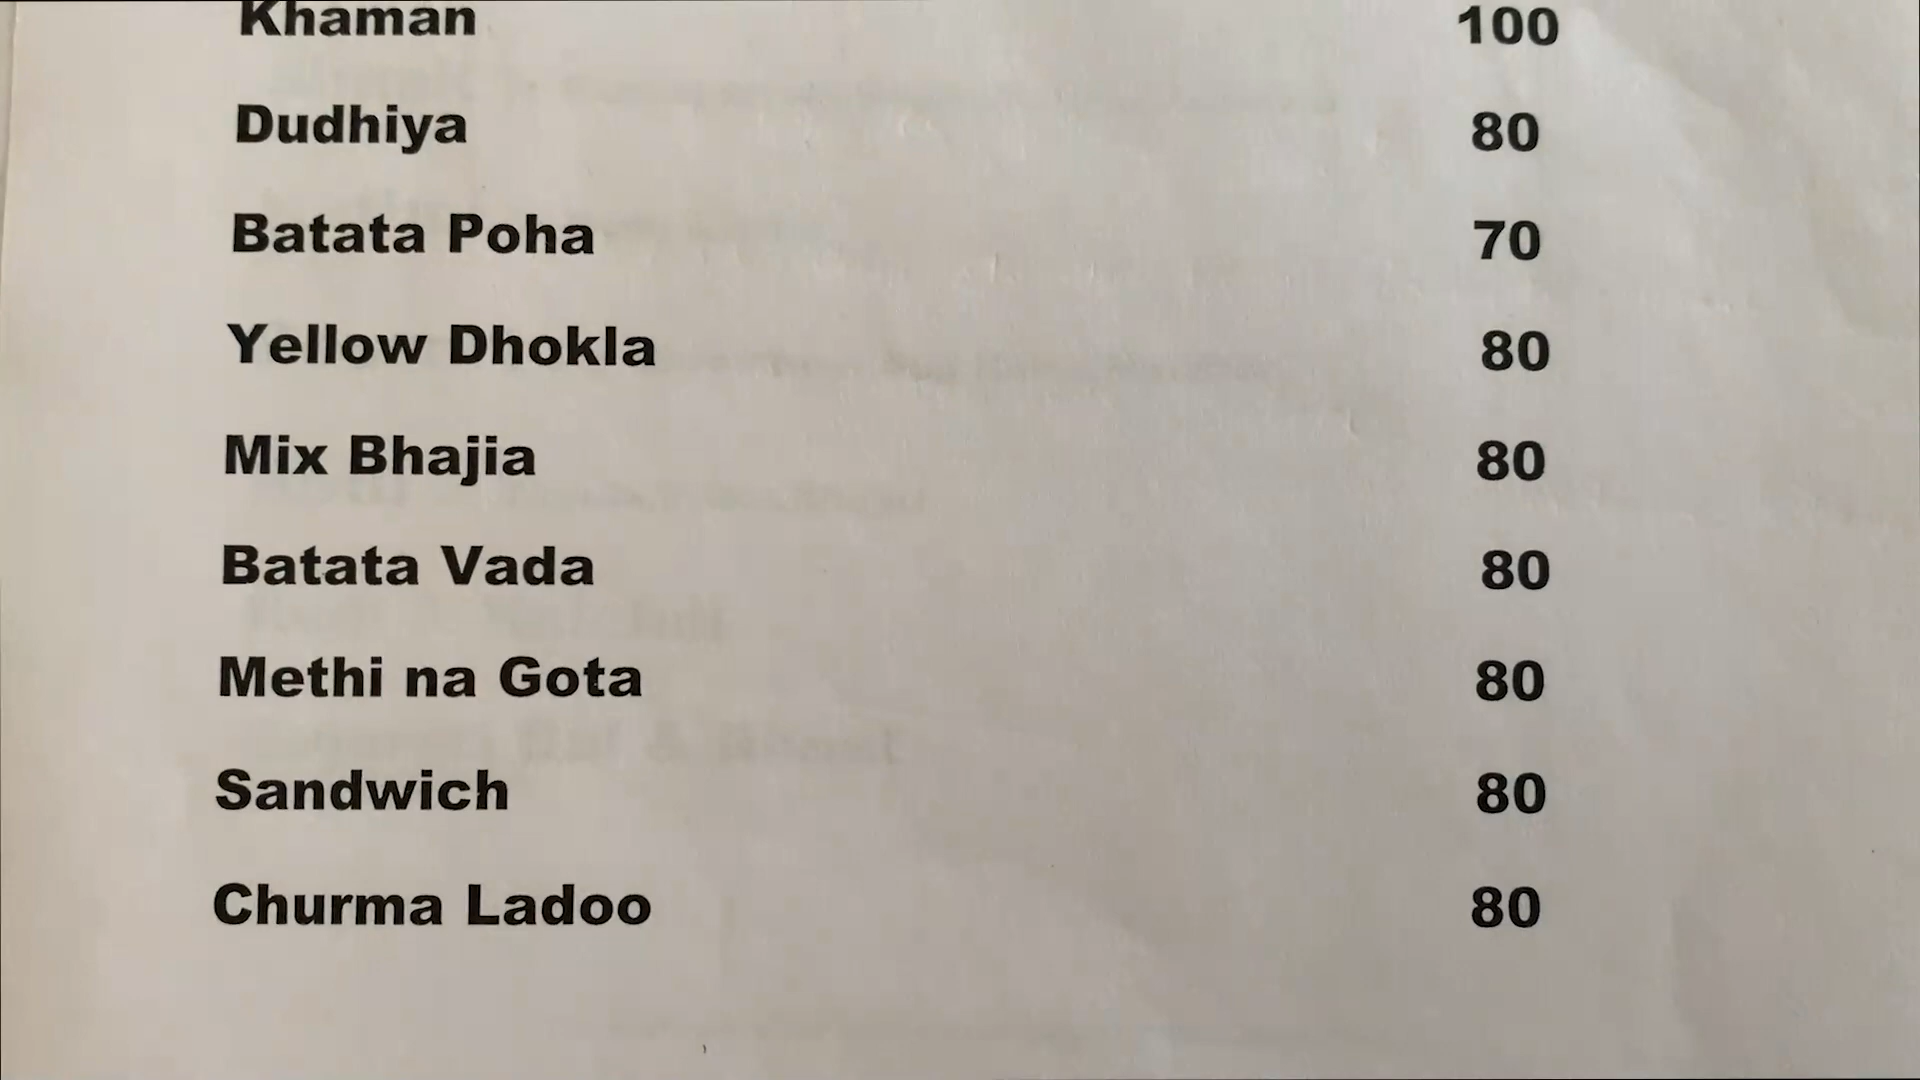 Khaman 100
Dudhiya 80
Batata Poha 70
Yellow Dhokla 80
Mix Bhajia 80
Batata Vada 80
Methi na Gota 80
Sandwich 80
Churma Ladoo 80